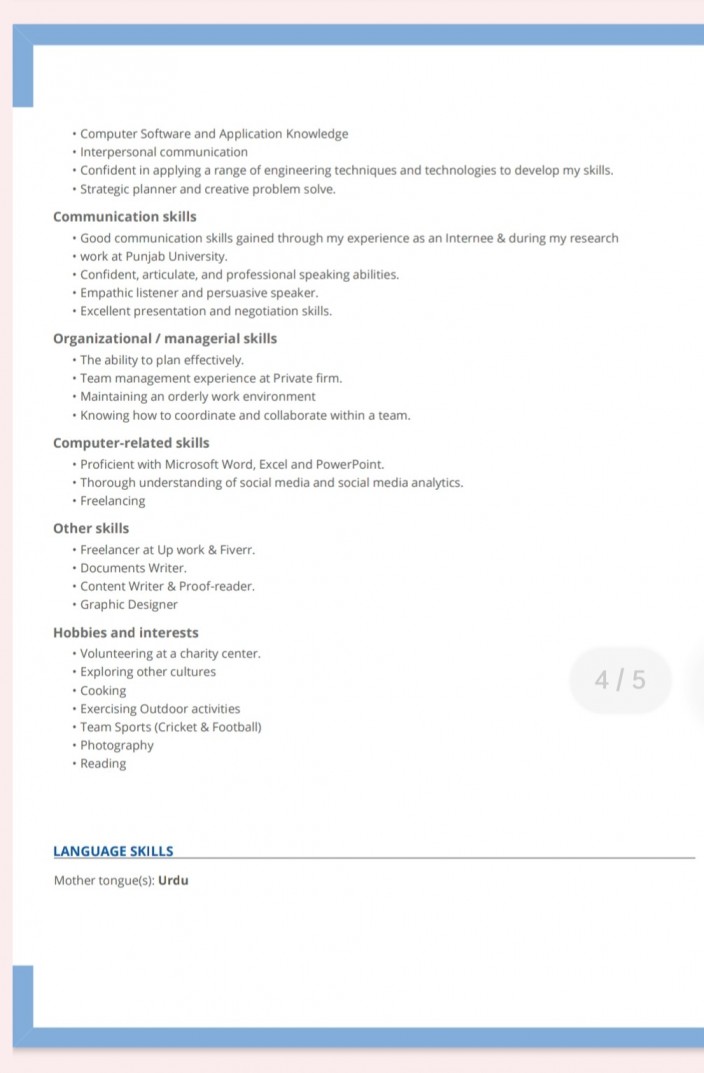 • Computer Software and Application Knowledge
• Interpersonal communication
• Confident in applying a range of engineering techniques and technologies to develop my skills.
• Strategic planner and creative problem solve.
Communication skills
• Good communication skills gained through my experience as an Internee & during my research
• work at Punjab University.
• Confident, articulate, and professional speaking abilities.
• Empathic listener and persuasive speaker.
• Excellent presentation and negotiation skills.
Organizational / managerial skills
• The ability to plan effectively.
• Team management experience at Private firm.
• Maintaining an orderly work environment
• Knowing how to coordinate and collaborate within a team.
Computer-related skills
• Proficient with Microsoft Word, Excel and PowerPoint.
• Thorough understanding of social media and social media analytics.
• Freelancing
Other skills
• Freelancer at Up work & Fiverr.
• Documents Writer.
• Content Writer & Proof-reader.
• Graphic Designer
Hobbies and interests
• Volunteering at a charity center.
• Exploring other cultures
• Cooking
• Exercising Outdoor activities
• Team Sports (Cricket & Football)
• Photography
• Reading
4 / 5
LANGUAGE SKILLS
Mother tongue(s): Urdu